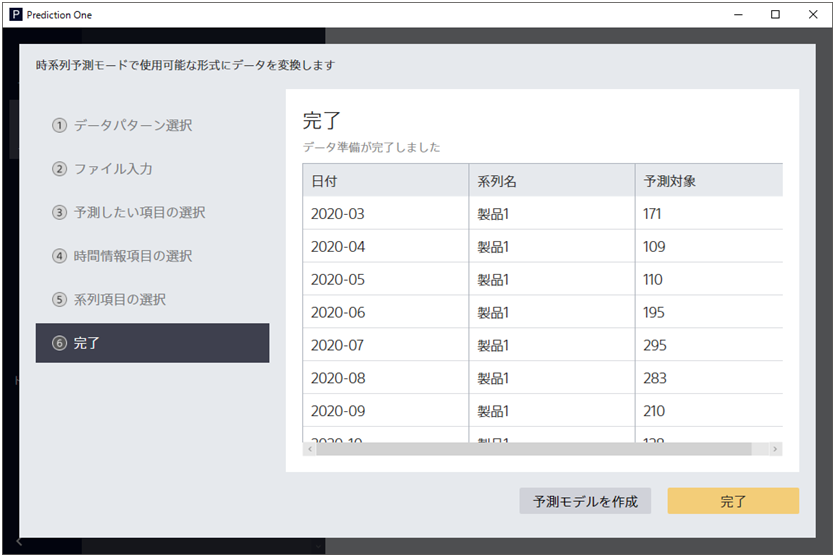 Prediction One
時系列予測モードで使用可能な形式にデータを変換します
① データパターン選択
② ファイル入力
③ 予測したい項目の選択
④ 時間情報項目の選択
⑤ 系列項目の選択
⑥ 完了
完了
データ準備が完了しました
日付 系列名 予測対象
2020-03 製品1 171
2020-04 製品1 109
2020-05 製品1 110
2020-06 製品1 195
2020-07 製品1 295
2020-08 製品1 283
2020-09 製品1 210
2020-10 製品1
予測モデルを作成 完了